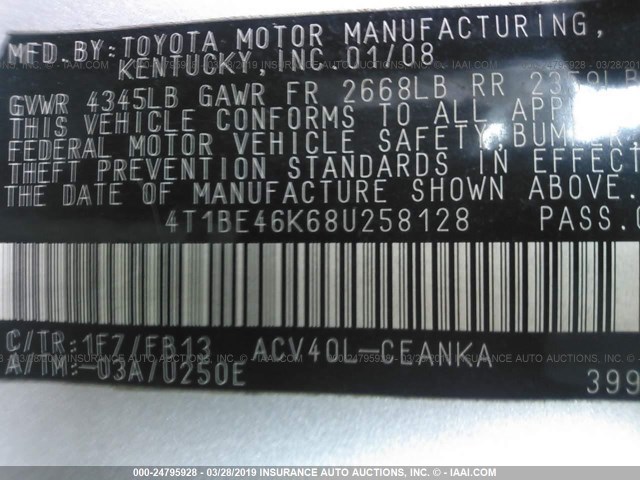 MFD.BY:TOYOTA MOTOR MANUFACTURING,
KENTUCKY,INC 01/08
GVWR 4345LB GAWR FR 2668LB RR
THIS VEHICLE CONFORMS TO ALL
FEDERAL MOTOR VEHICLE SAFETY,
THEFT PREVENTION STANDARDS IN EFFECT
THE DATE OF MANUFACTURE SHOWN ABOVE.
4T1BE46K68U258128 PASS.
C/TR:1F7/FB13 ACV40L-CEANKA
A/TM:-03A/U250E
399
000-24795928 - 03/28/2019 INSURANCE AUTO AUCTIONS INC. © - IAAI.COM